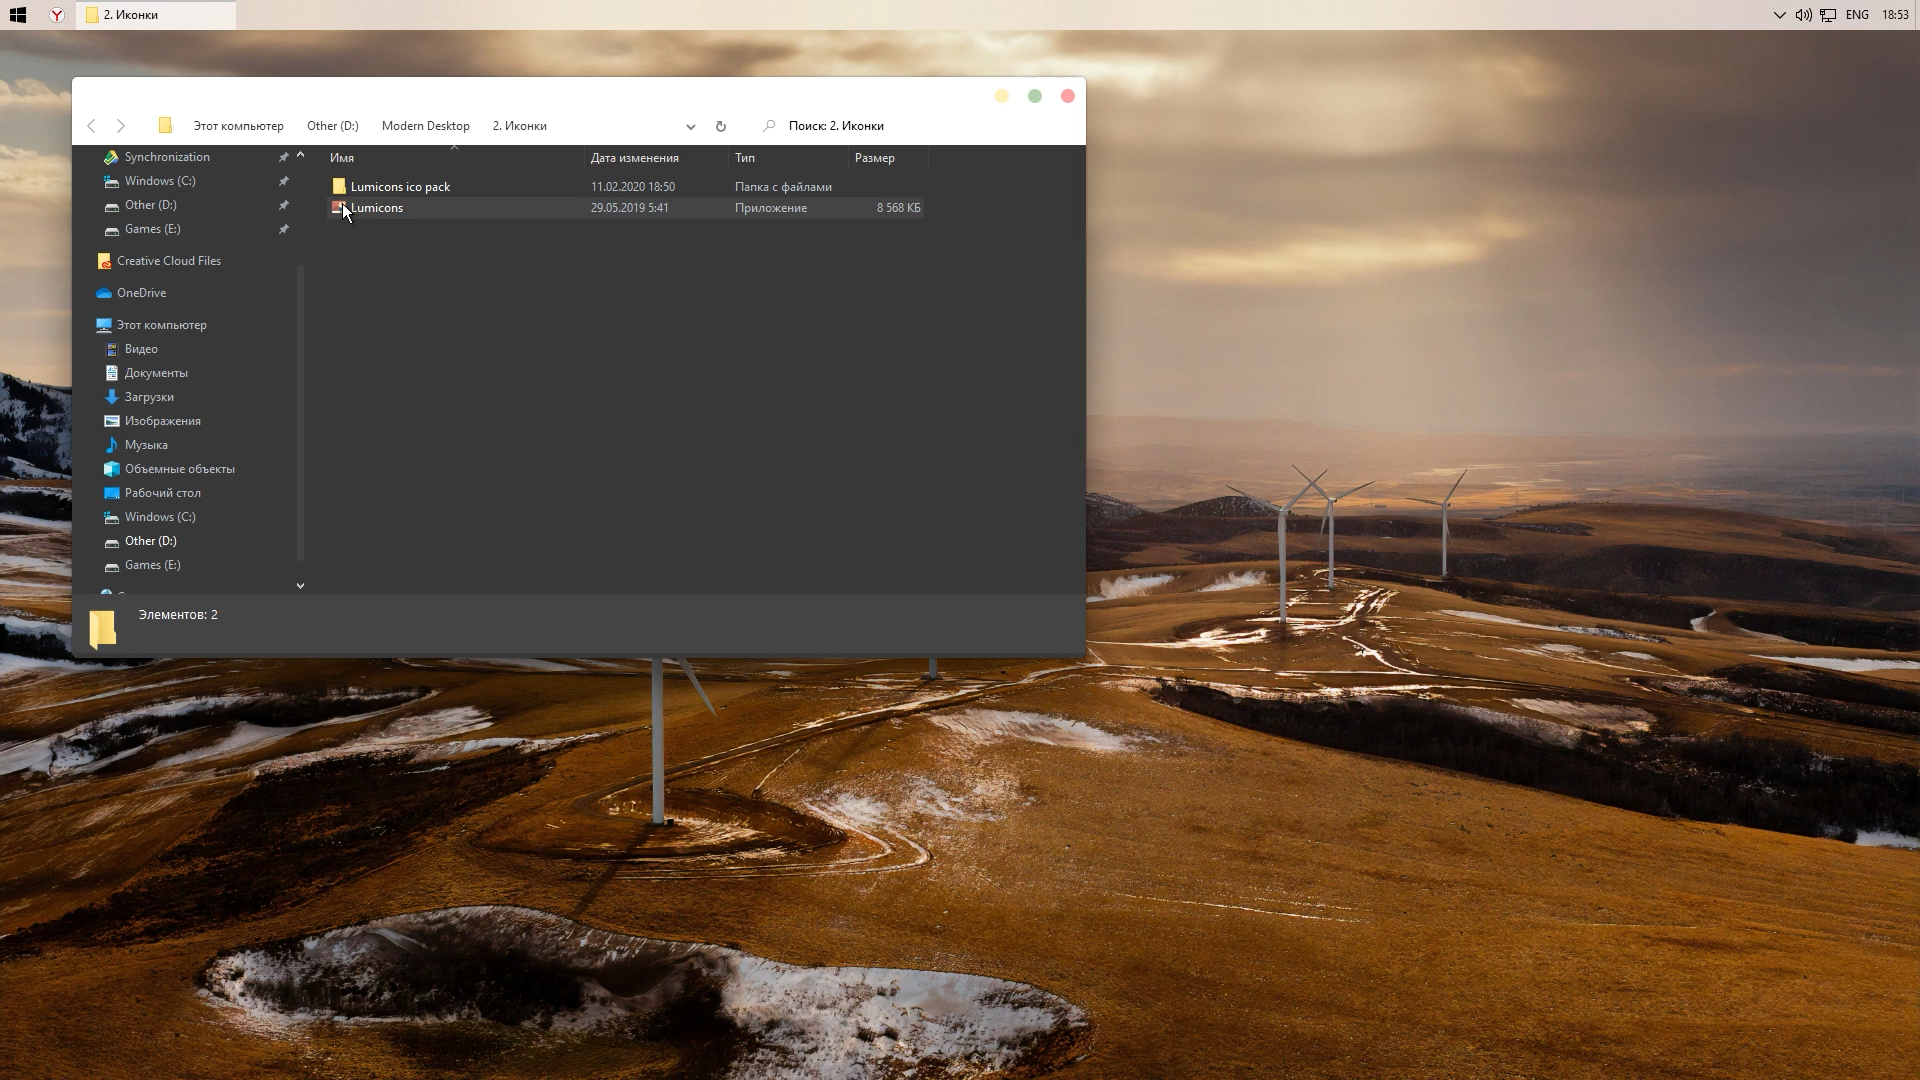 2. Иконки
ENG 18:53
Этот компьютер Other (D:) Modern Desktop 2. Иконки
Поиск: 2. Иконки
Имя Дата изменения Тип Размер
Lumicons ico pack 11.02.2020 18:50 Папка с файлами
Lumicons 29.05.2019 5:41 Приложение 8 568 КБ
Synchronization
Windows (C:)
Other (D:)
Games (E:)
Creative Cloud Files
OneDrive
Этот компьютер
Видео
Документы
Загрузки
Изображения
Музыка
Объемные объекты
Рабочий стол
Windows (C:)
Other (D:)
Games (E:)
Элементов: 2